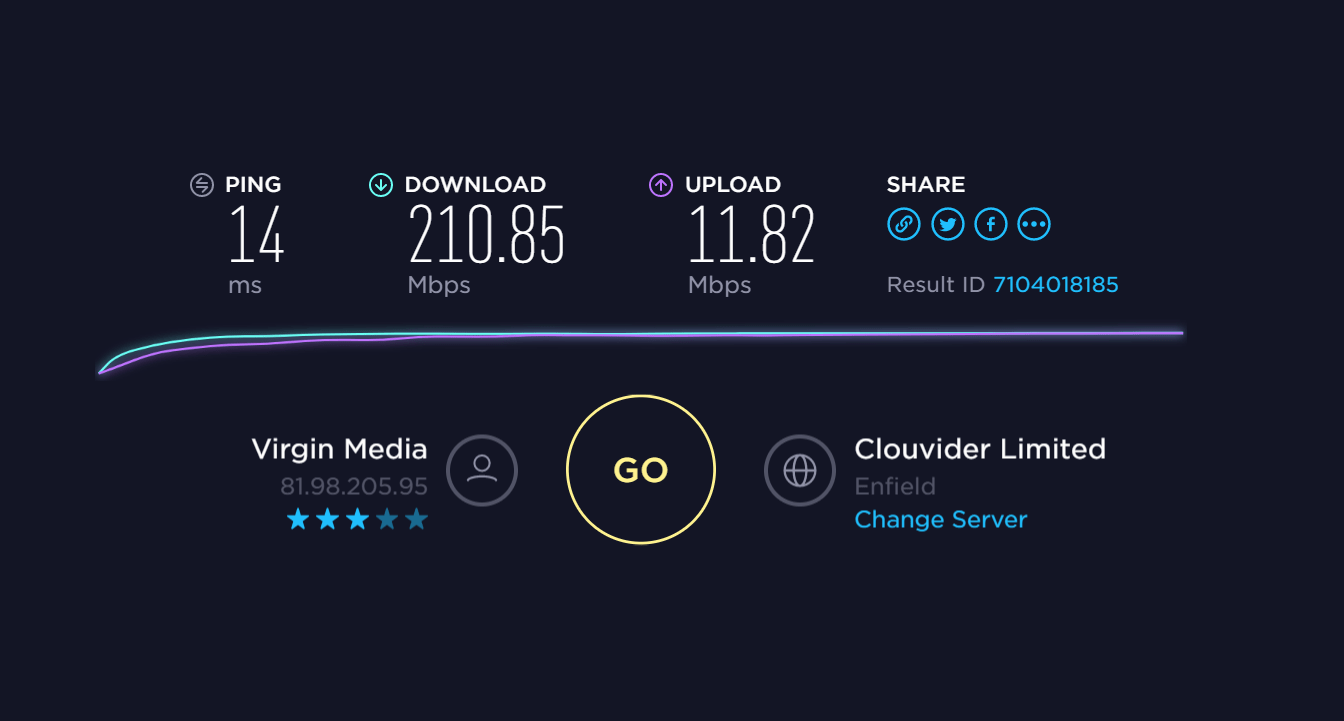 PING
14
ms
DOWNLOAD
210.85
Mbps
UPLOAD
11.82
Mbps
SHARE
Result ID 7104018185
Virgin Media
81.98.205.95
GO
Clouvider Limited
Enfield
Change Server